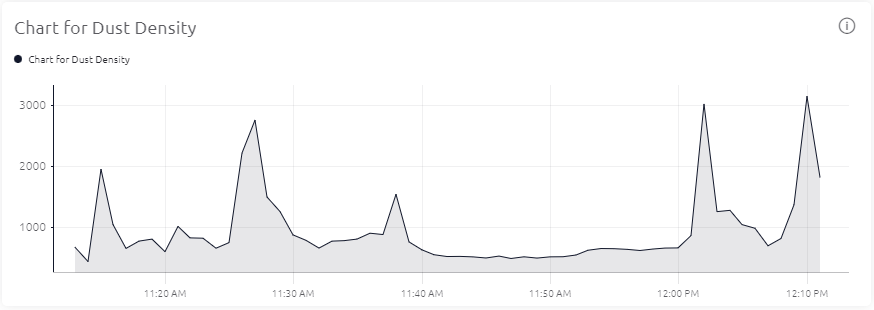 Chart for Dust Density
Chart for Dust Density
3000
2000
1000
11:20 AM 11:30 AM 11:40 AM 11:50 AM 12:00 PM 12:10 PM